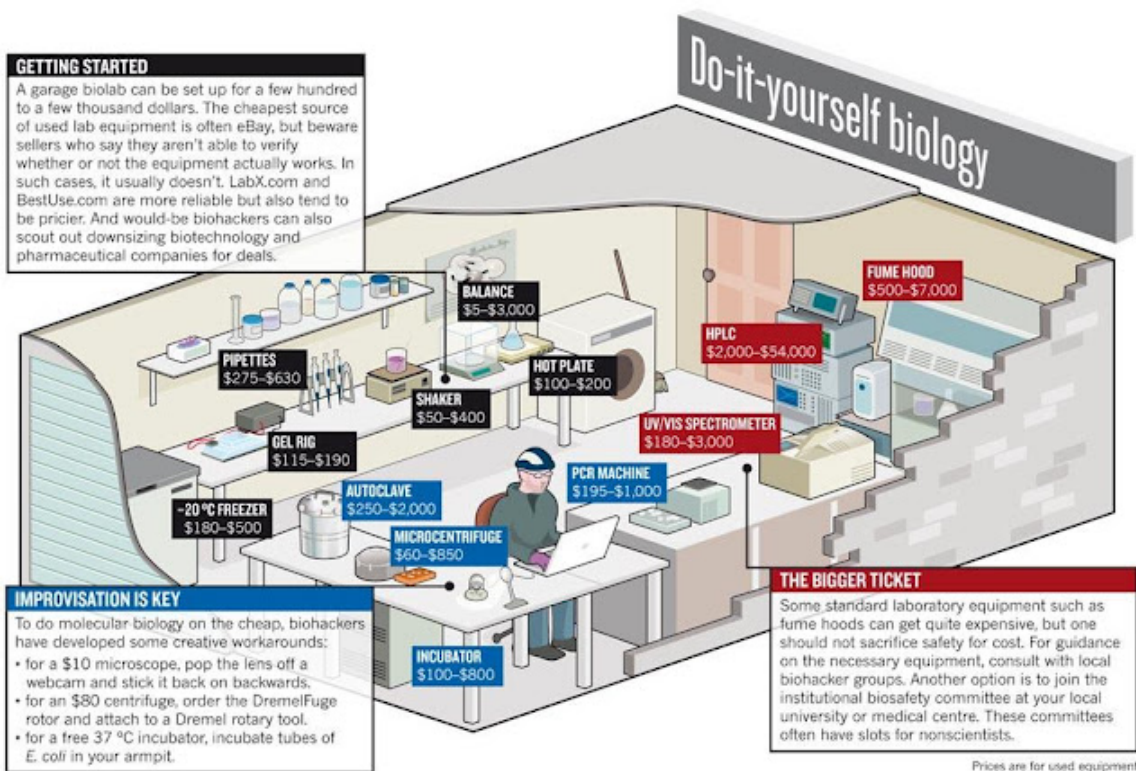 Do-it-yourself biology
GETTING STARTED
A garage biolab can be set up for a few hundred
to a few thousand dollars. The cheapest source
of used lab equipment is often eBay, but beware
sellers who say they aren't able to verify
whether or not the equipment actually works. In
such cases, it usually doesn't. LabX.com and
BestUse.com are more reliable but also tend to
be pricier. And would-be biohackers can also
scout out downsizing biotechnology and
pharmaceutical companies for deals.
BALANCE
$5–$3,000
FUME HOOD
$500–$7,000
PIPETTES
$275–$630
HPLC
$2,000–$54,000
HOT PLATE
$100–$200
SHAKER
$50–$400
UV/VIS SPECTROMETER
$180–$3,000
GEL RIG
$115–$190
PCR MACHINE
$195–$1,000
AUTOCLAVE
$250–$2,000
–20 ºC FREEZER
$180–$500
MICROCENTRIFUGE
$60–$850
INCUBATOR
$100–$800
IMPROVISATION IS KEY
To do molecular biology on the cheap, biohackers
have developed some creative workarounds:
• for a $10 microscope, pop the lens off a
webcam and stick it back on backwards.
• for an $80 centrifuge, order the DremelFuge
rotor and attach to a Dremel rotary tool.
• for a free 37 ºC incubator, incubate tubes of
E. coli in your armpit.
THE BIGGER TICKET
Some standard laboratory equipment such as
fume hoods can get quite expensive, but one
should not sacrifice safety for cost. For guidance
on the necessary equipment, consult with local
biohacker groups. Another option is to join the
institutional biosafety committee at your local
university or medical centre. These committees
often have slots for nonscientists.
Prices are for used equipment